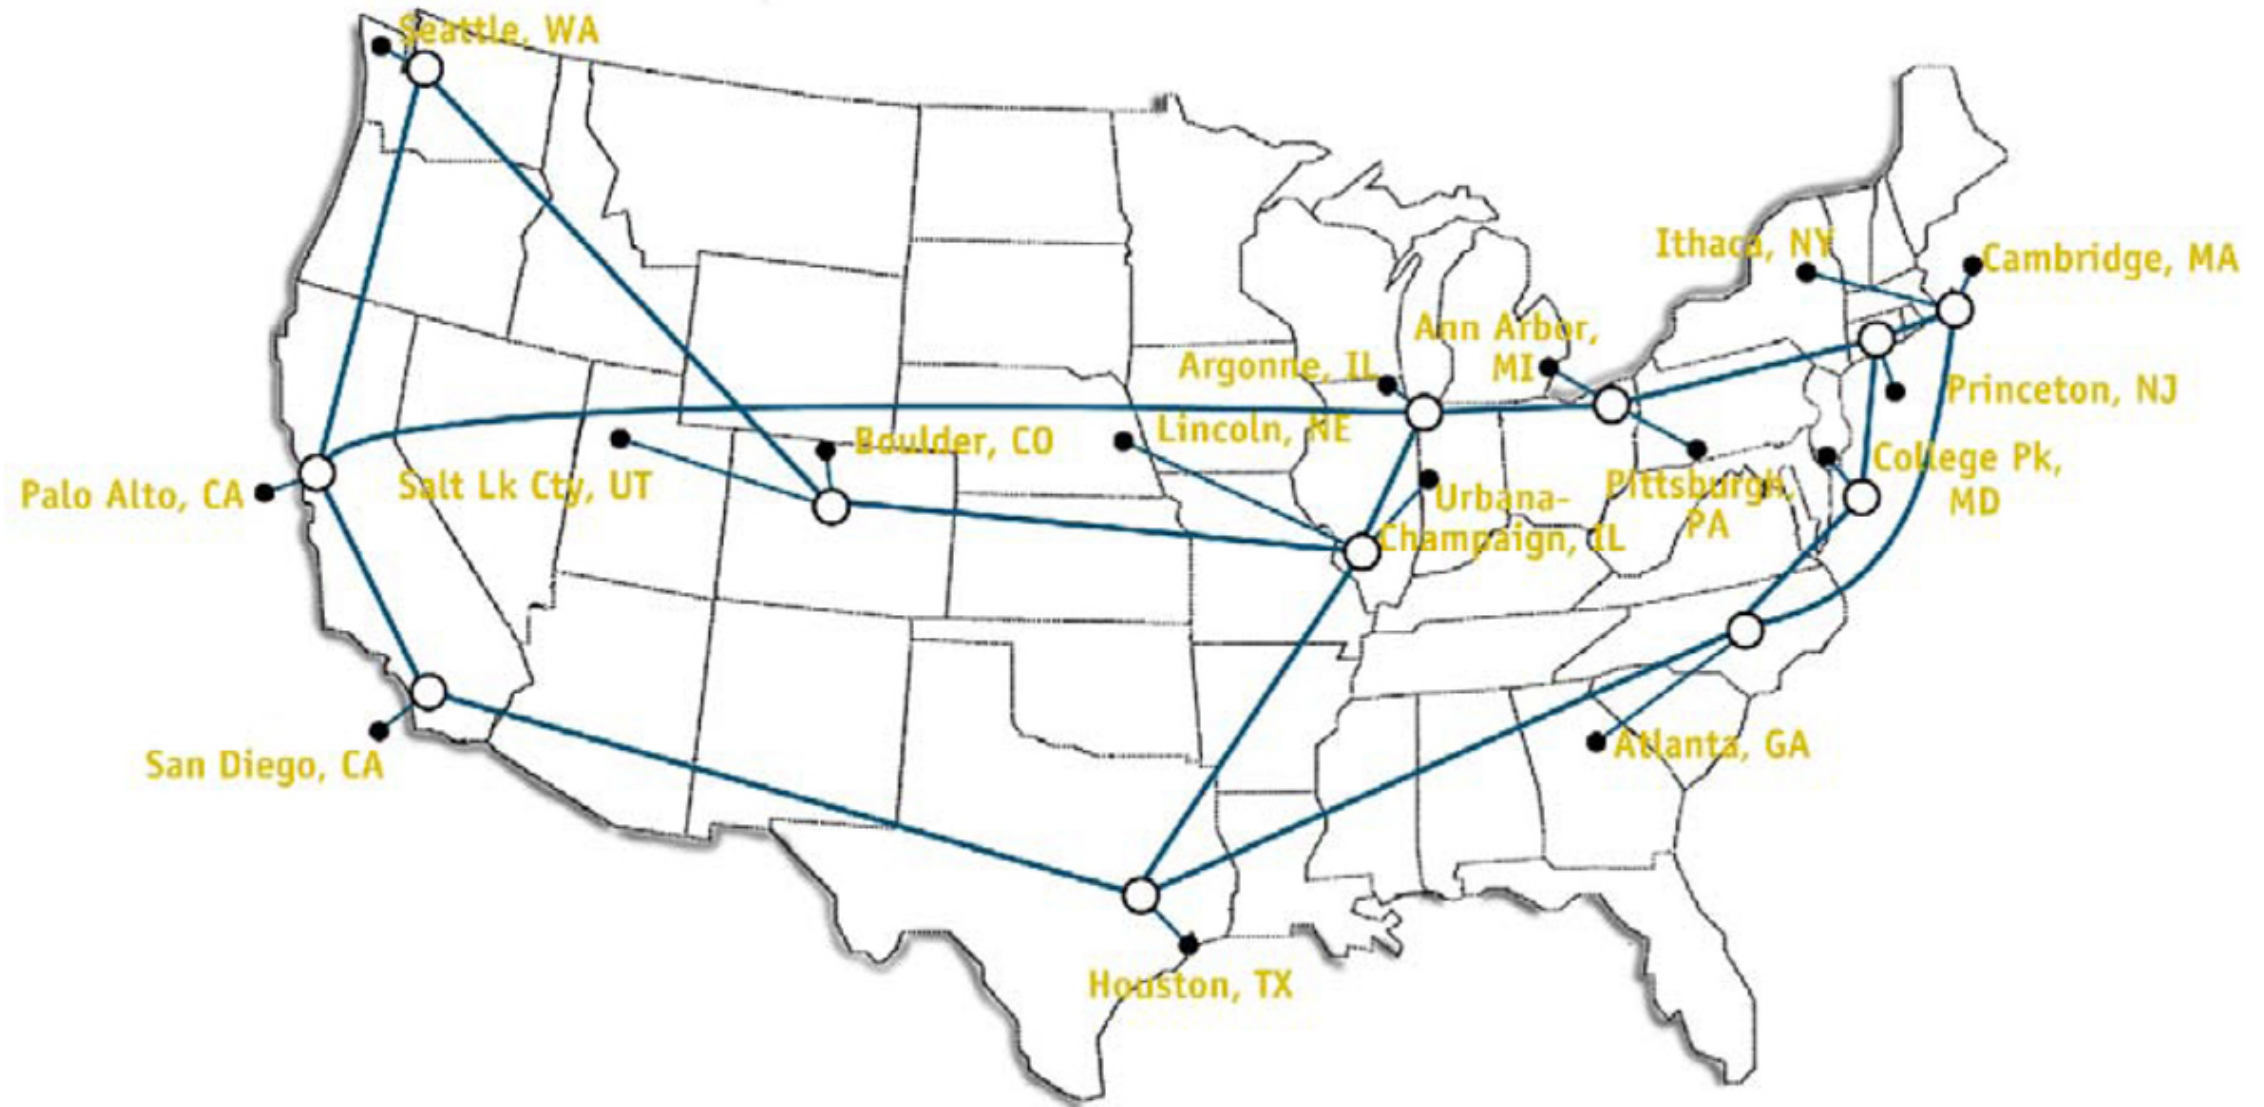 Seattle, WA
Ithaca, NY
Cambridge, MA
Ann Arbor,
MI
Argonne, IL
Princeton, NJ
Lincoln, NE
Boulder, CO
College Pk,
MD
Salt Lk Cty, UT
Palo Alto, CA
Urbana-
Champaign, IL
Pittsburgh,
PA
Atlanta, GA
San Diego, CA
Houston, TX